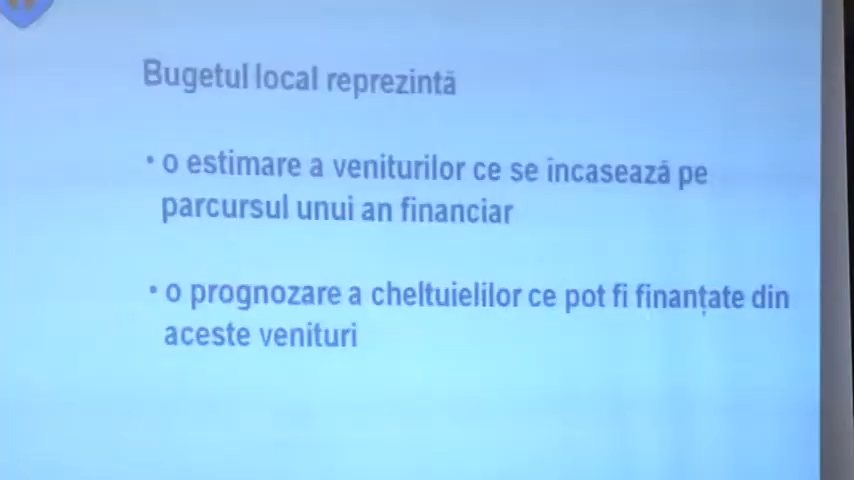 Bugetul local reprezintă
• o estimare a veniturilor ce se încasează pe
parcursul unui an financiar
• o prognozare a cheltuielilor ce pot fi finanțate din
aceste venituri